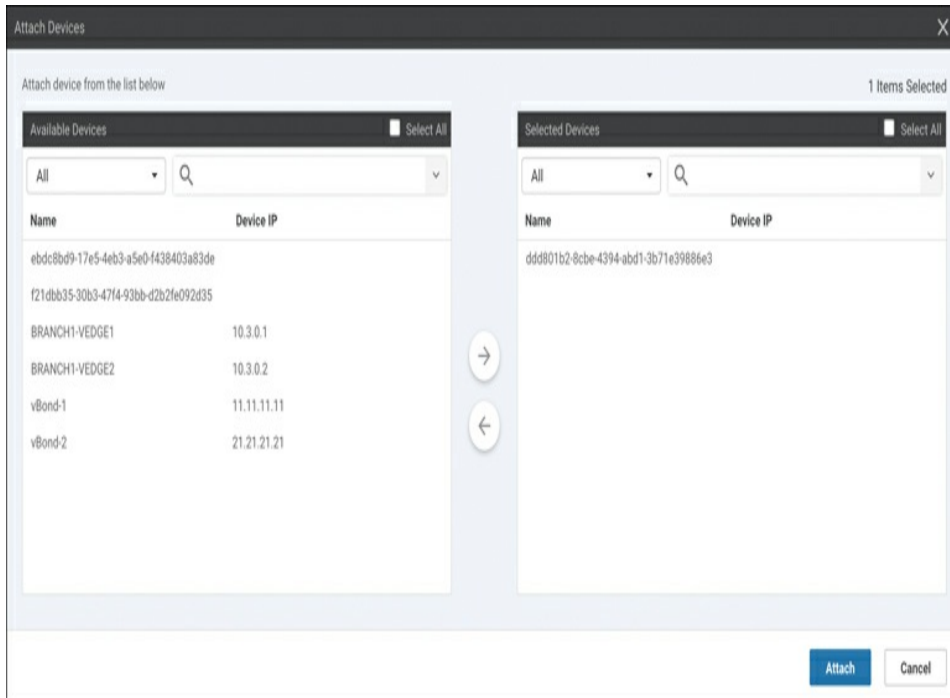 Attach Devices X
Attach device from the list below
1 Items Selected
Available Devices Select All
All
Name Device IP
ebdc8bd9-17e5-4eb3-a5e0-f438403a83de
f21dbb35-30b3-47f4-93bb-d2b2fe092d35
BRANCH1-VEDGE1 10.3.0.1
BRANCH1-VEDGE2 10.3.0.2
vBond-1 11.11.11.11
vBond-2 21.21.21.21
Selected Devices Select All
All
Name Device IP
ddd801b2-8cbe-4394-abd1-3b71e39886e3
Attach Cancel